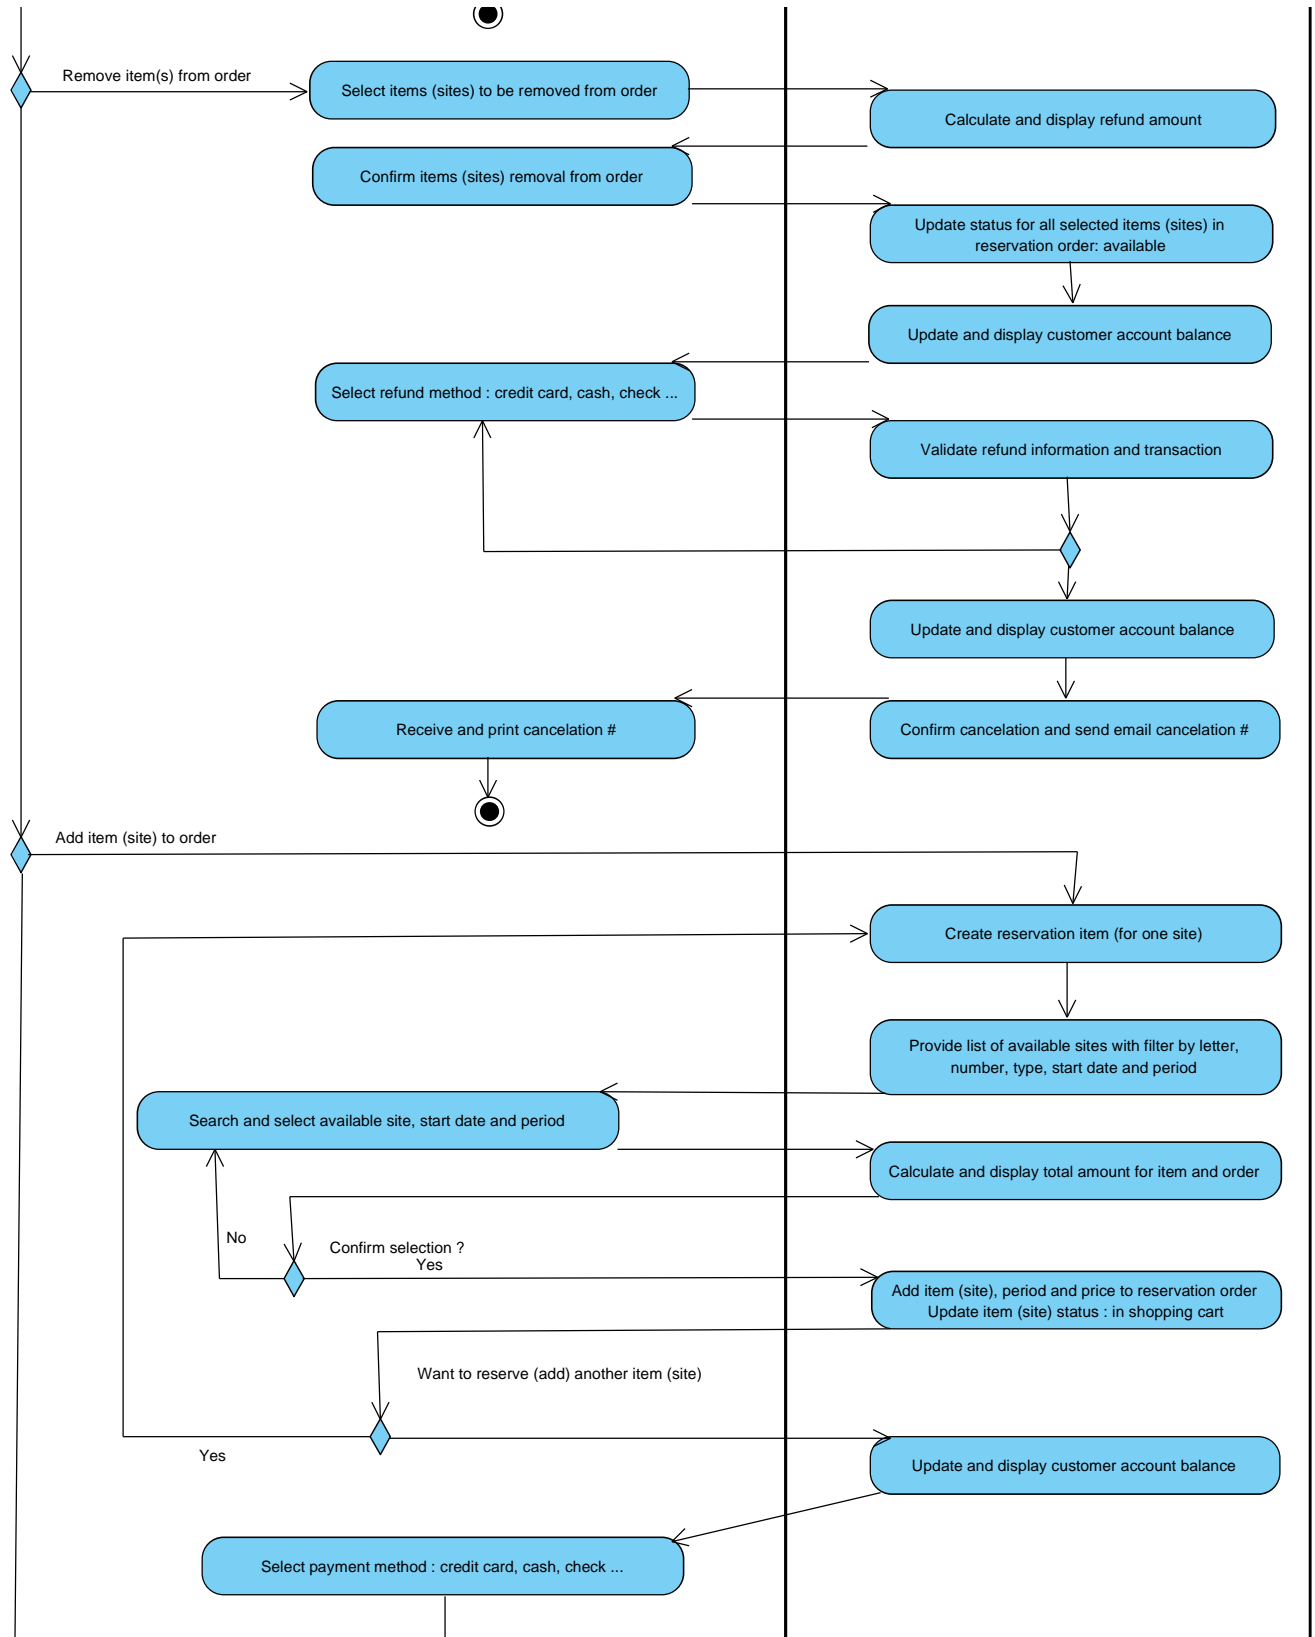 Remove item(s) from order
Select items (sites) to be removed from order
Calculate and display refund amount
Confirm items (sites) removal from order
Update status for all selected items (sites) in
reservation order: available
Update and display customer account balance
Select refund method : credit card, cash, check ...
Validate refund information and transaction
Update and display customer account balance
Receive and print cancelation #
Confirm cancelation and send email cancelation #
Add item (site) to order
Create reservation item (for one site)
Provide list of available sites with filter by letter,
number, type, start date and period
Search and select available site, start date and period
Calculate and display total amount for item and order
No
Confirm selection ?
Yes
Add item (site), period and price to reservation order
Update item (site) status : in shopping cart
Want to reserve (add) another item (site)
Yes
Update and display customer account balance
Select payment method : credit card, cash, check ...